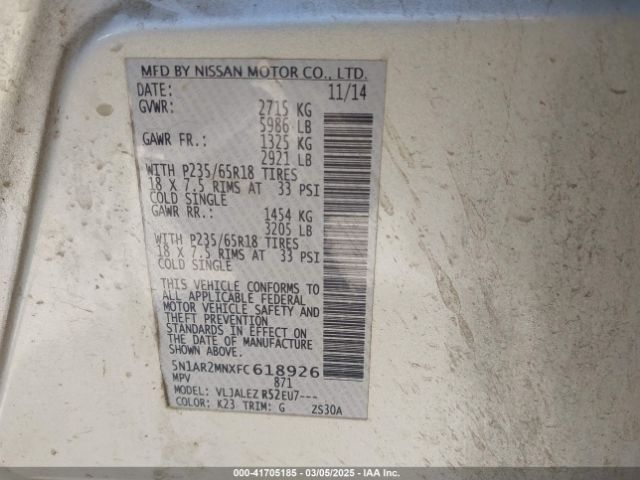 MFD BY NISSAN MOTOR CO., LTD.
DATE: 11/14
GVWR: 2715 KG
5986 LB
GAWR FR.: 1325 KG
2921 LB
WITH P235/65R18 TIRES
18 X 7.5 RIMS AT 33 PSI
COLD SINGLE
GAWR RR.: 1454 KG
3205 LB
WITH P235/65R18 TIRES
18 X 7.5 RIMS AT 33 PSI
COLD SINGLE
THIS VEHICLE CONFORMS TO
ALL APPLICABLE FEDERAL
MOTOR VEHICLE SAFETY AND
THEFT PREVENTION
STANDARDS IN EFFECT ON
THE DATE OF MANUFACTURE
SHOWN ABOVE
5N1AR2MNXFC618926
MPV 871
MODEL: VLJALEZ R52EU7---
COLOR: K23 TRIM: G ZS30A
000-41705185 - 03/05/2025 - IAA Inc.